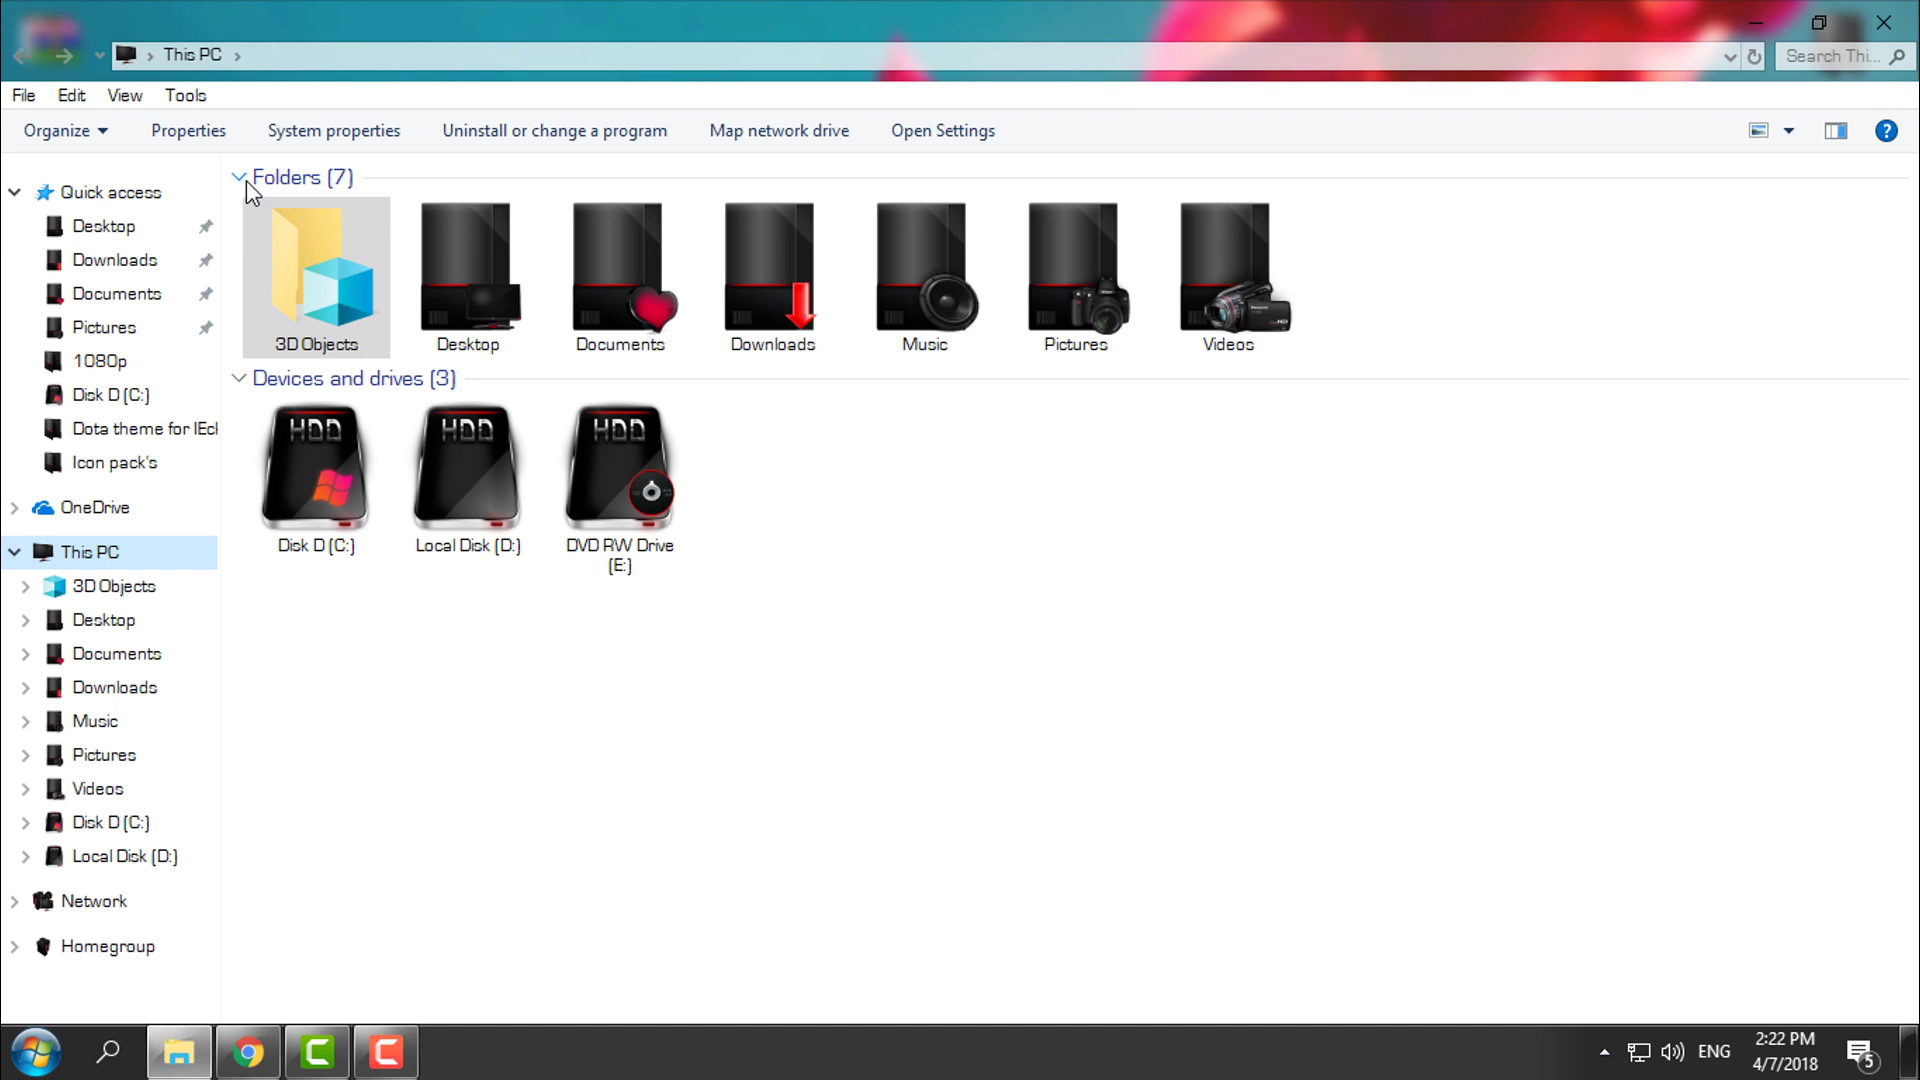 This PC
Search Thi...
File Edit View Tools
Organize Properties System properties Uninstall or change a program Map network drive Open Settings
Quick access
Desktop
Downloads
Documents
Pictures
1080p
Disk D (C:)
Dota theme for IEcl
Icon pack's
OneDrive
This PC
3D Objects
Desktop
Documents
Downloads
Music
Pictures
Videos
Disk D (C:)
Local Disk (D:)
Network
Homegroup
Folders (7)
3D Objects Desktop Documents Downloads Music Pictures Videos
Devices and drives (3)
HDD HDD HDD
Disk D (C:) Local Disk (D:) DVD RW Drive
(E:)
ENG
2:22 PM
4/7/2018
5